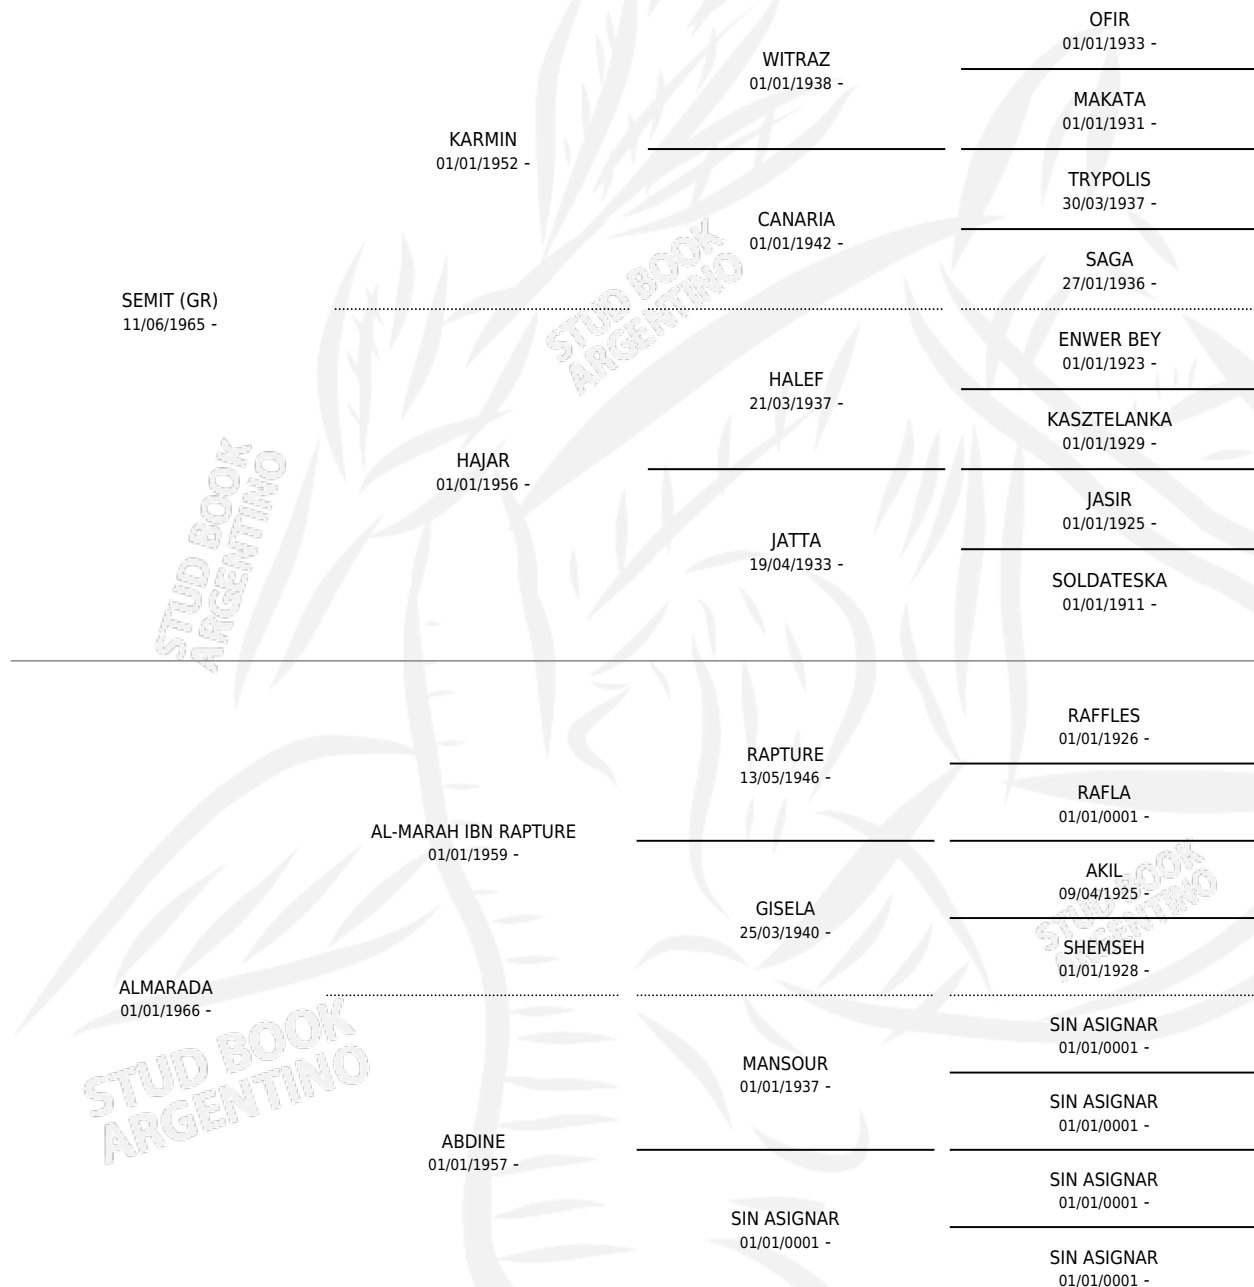 OFIR
01/01/1933 -
WITRAZ
01/01/1938 -
MAKATA
01/01/1931 -
KARMIN
01/01/1952 -
TRYPOLIS
30/03/1937 -
CANARIA
01/01/1942 -
SAGA
27/01/1936 -
SEMIT (GR)
11/06/1965 -
ENWER BEY
01/01/1923 -
HALEF
21/03/1937 -
KASZTELANKA
01/01/1929 -
HAJAR
01/01/1956 -
JASIR
01/01/1925 -
JATTA
19/04/1933 -
SOLDATESKA
01/01/1911 -
STUD BOOK
ARGENTINO
STUD BOOK
ARGENTINO
RAFFLES
01/01/1926 -
RAPTURE
13/05/1946 -
RAFLA
01/01/0001 -
AL-MARAH IBN RAPTURE
01/01/1959 -
AKIL
09/04/1925 -
GISELA
25/03/1940 -
SHEMSEH
01/01/1928 -
STUD BOOK
ARGENTINO
ALMARADA
01/01/1966 -
SIN ASIGNAR
01/01/0001 -
MANSOUR
01/01/1937 -
SIN ASIGNAR
01/01/0001 -
STUD BOOK
ARGENTINO
ABDINE
01/01/1957 -
SIN ASIGNAR
01/01/0001 -
SIN ASIGNAR
01/01/0001 -
SIN ASIGNAR
01/01/0001 -